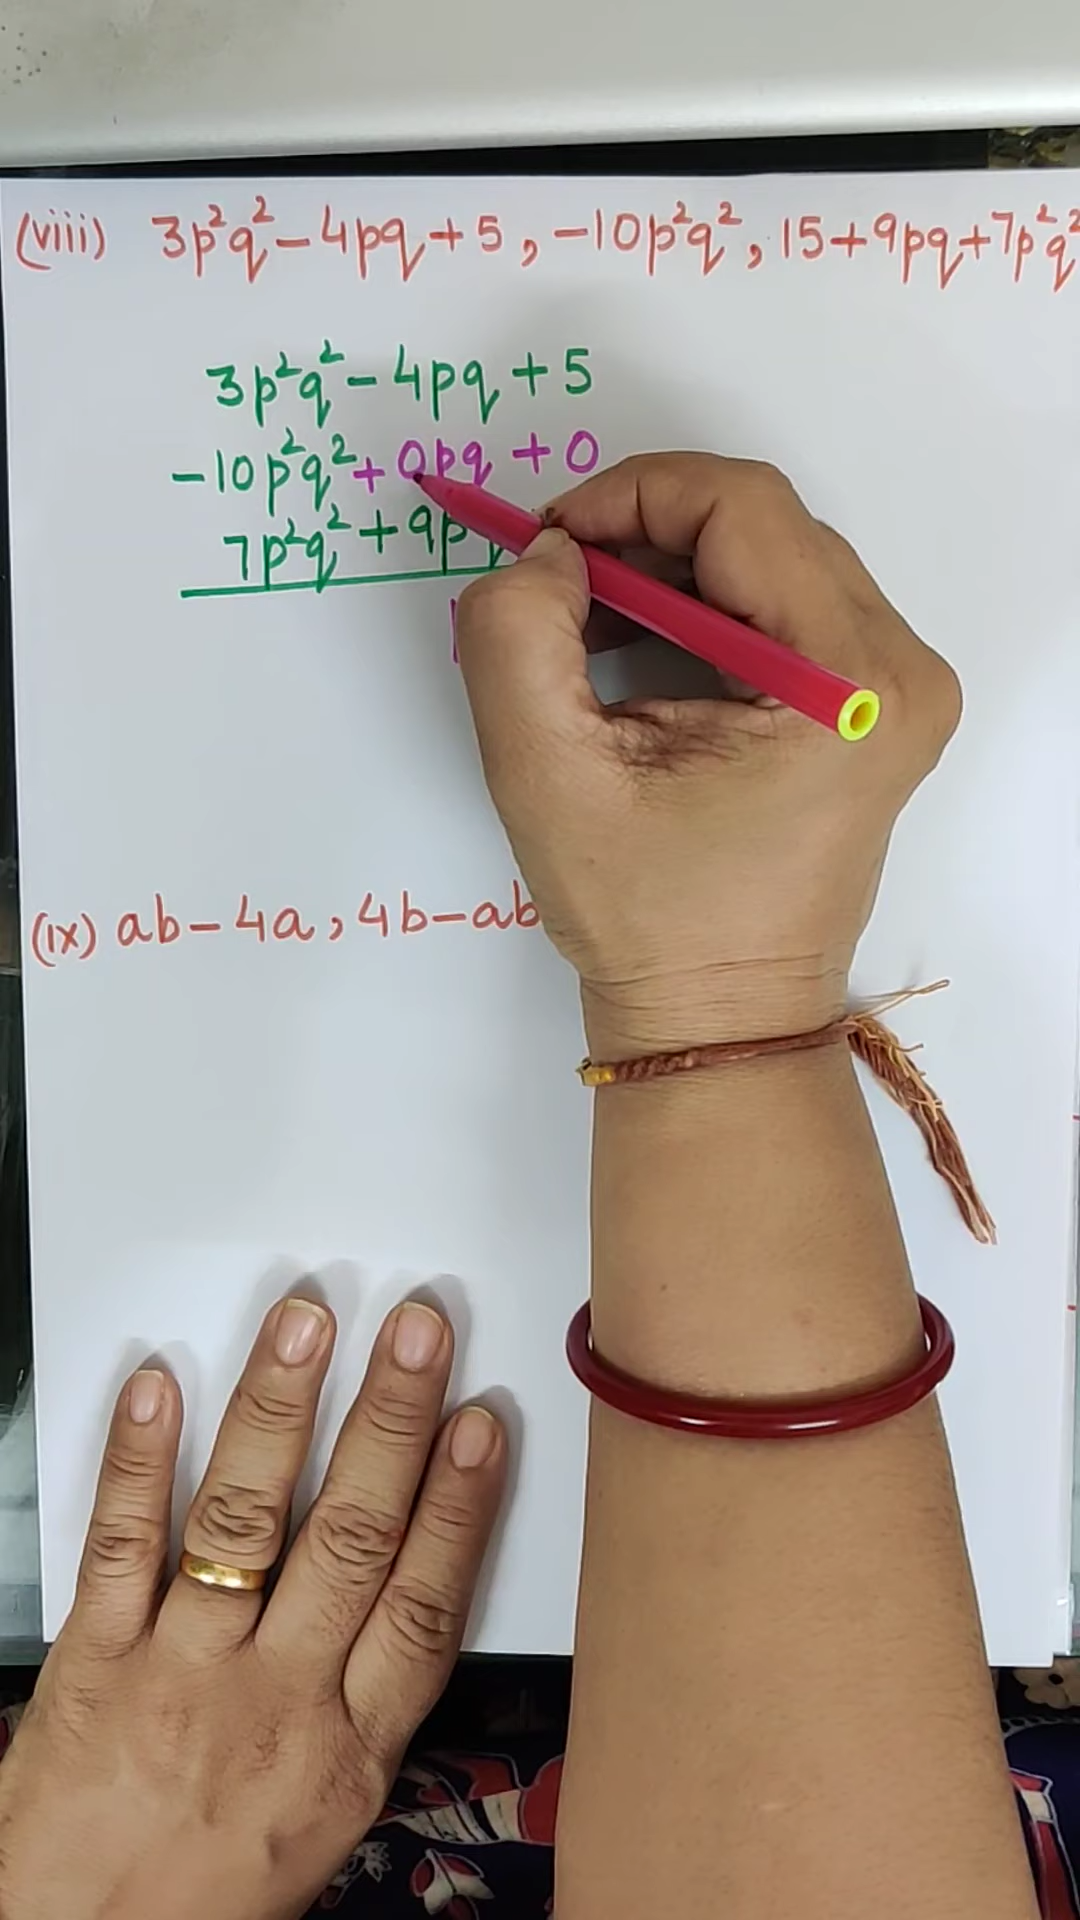 (viii) 3p²q² - 4pq + 5, -10p²q², 15 + 9pq + 7p²q²
3p²q² - 4pq + 5
-10p²q² + 0pq + 0
7p²q² + 9pq
(ix) ab - 4a, 4b - ab